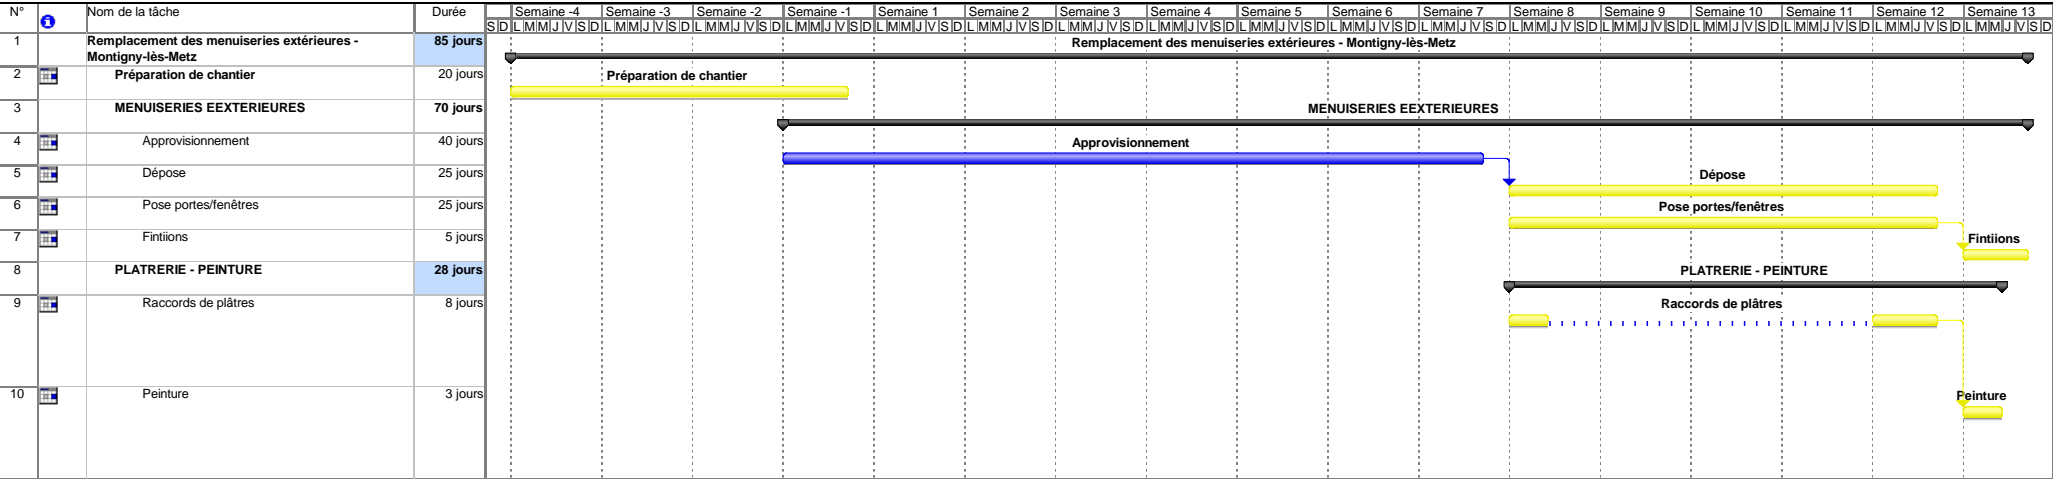 N° Nom de la tâche Durée Semaine -4 Semaine -3 Semaine -2 Semaine -1 Semaine 1 Semaine 2 Semaine 3 Semaine 4 Semaine 5 Semaine 6 Semaine 7 Semaine 8 Semaine 9 Semaine 10 Semaine 11 Semaine 12 Semaine 13
S D L M M J V S D L M M J V S D L M M J V S D L M M J V S D L M M J V S D L M M J V S D L M M J V S D L M M J V S D L M M J V S D L M M J V S D L M M J V S D L M M J V S D L M M J V S D L M M J V S D L M M J V S D L M M J V S D L M M J V S D
1 Remplacement des menuiseries extérieures - 85 jours
Montigny-lès-Metz
Remplacement des menuiseries extérieures - Montigny-lès-Metz
2 Préparation de chantier 20 jours
Préparation de chantier
3 MENUISERIES EEXTERIEURES 70 jours
MENUISERIES EEXTERIEURES
4 Approvisionnement 40 jours
Approvisionnement
5 Dépose 25 jours
Dépose
6 Pose portes/fenêtres 25 jours
Pose portes/fenêtres
7 Fintiions 5 jours
Fintiions
8 PLATRERIE - PEINTURE 28 jours
PLATRERIE - PEINTURE
9 Raccords de plâtres 8 jours
Raccords de plâtres
10 Peinture 3 jours
Peinture